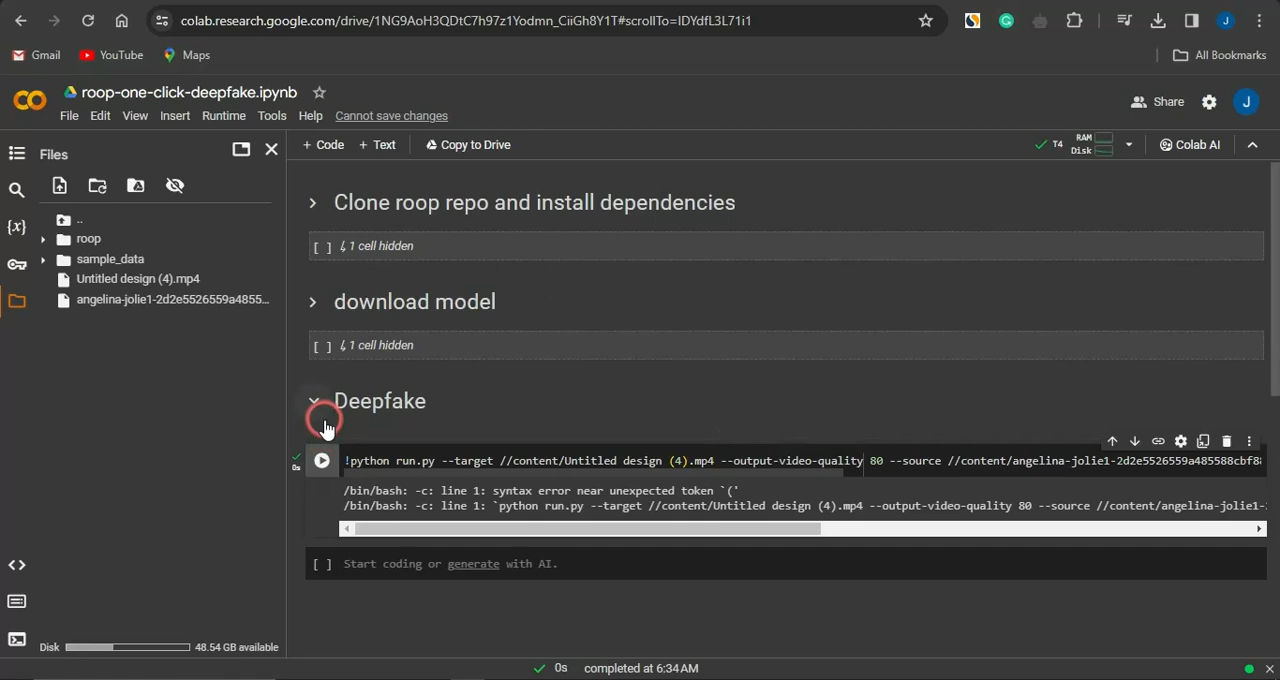 colab.research.google.com/drive/1NG9AoH3QDtC7h97z1Yodmn_CiiGh8Y1T#scrollTo=IDYdfL3L71i1
Gmail YouTube Maps All Bookmarks
roop-one-click-deepfake.ipynb
File Edit View Insert Runtime Tools Help Cannot save changes
Share J
Files
+ Code + Text Copy to Drive
T4 RAM Disk Colab AI
..
roop
sample_data
Untitled design (4).mp4
angelina-jolie1-2d2e5526559a4855...
Clone roop repo and install dependencies
[ ] ↳ 1 cell hidden
download model
[ ] ↳ 1 cell hidden
Deepfake
0s
!python run.py --target //content/Untitled design (4).mp4 --output-video-quality 80 --source //content/angelina-jolie1-2d2e5526559a485588cbf8
/bin/bash: -c: line 1: syntax error near unexpected token `('
/bin/bash: -c: line 1: `python run.py --target //content/Untitled design (4).mp4 --output-video-quality 80 --source //content/angelina-jolie1-
[ ] Start coding or generate with AI.
Disk 48.54 GB available
0s completed at 6:34 AM